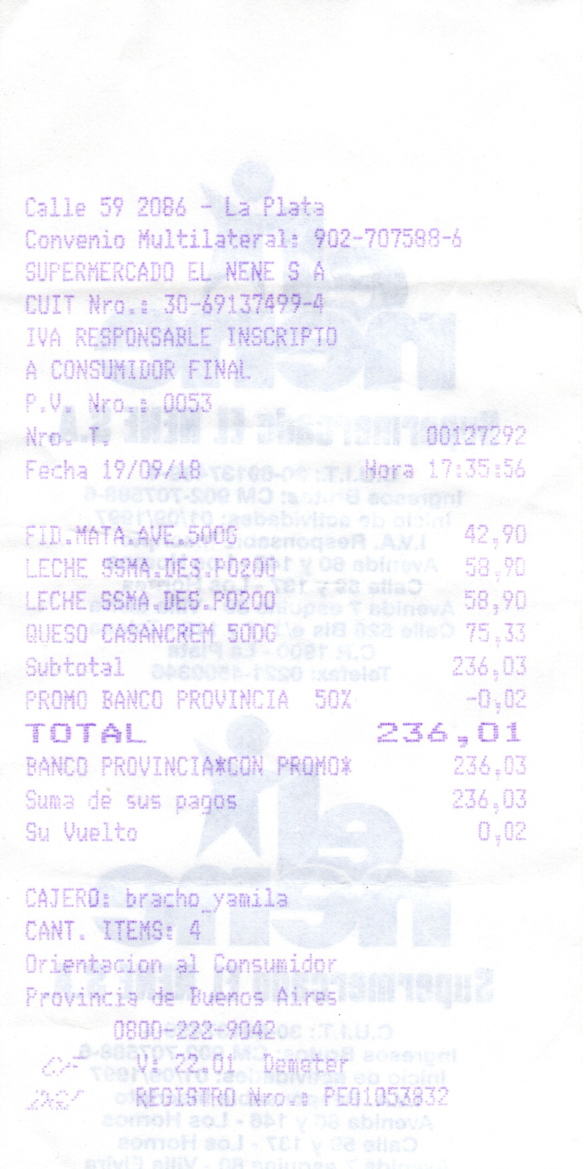 Calle 59 2086 - La Plata
Convenio Multilateral: 902-707588-6
SUPERMERCADO EL NENE S A
CUIT Nro.: 30-69137499-4
IVA RESPONSABLE INSCRIPTO
A CONSUMIDOR FINAL
P.V. Nro.: 0053
Nro. T. 00127292
Fecha 19/09/18 Hora 17:35:56
FID.MATA.AVE.500G 42,90
LECHE SSMA.DES.PO200 58,90
LECHE SSMA.DES.PO200 58,90
QUESO CASANCREM 500G 75,33
Subtotal 236,03
PROMO BANCO PROVINCIA 50% -0,02
TOTAL 236,01
BANCO PROVINCIA*CON PROMO* 236,03
Suma de sus pagos 236,03
Su Vuelto 0,02
CAJERO: bracho_yamila
CANT. ITEMS: 4
Orientacion al Consumidor
Provincia de Buenos Aires
0800-222-9042
CF V: 22.01 Demeter
DGI REGISTRO Nro.: PEO1053832